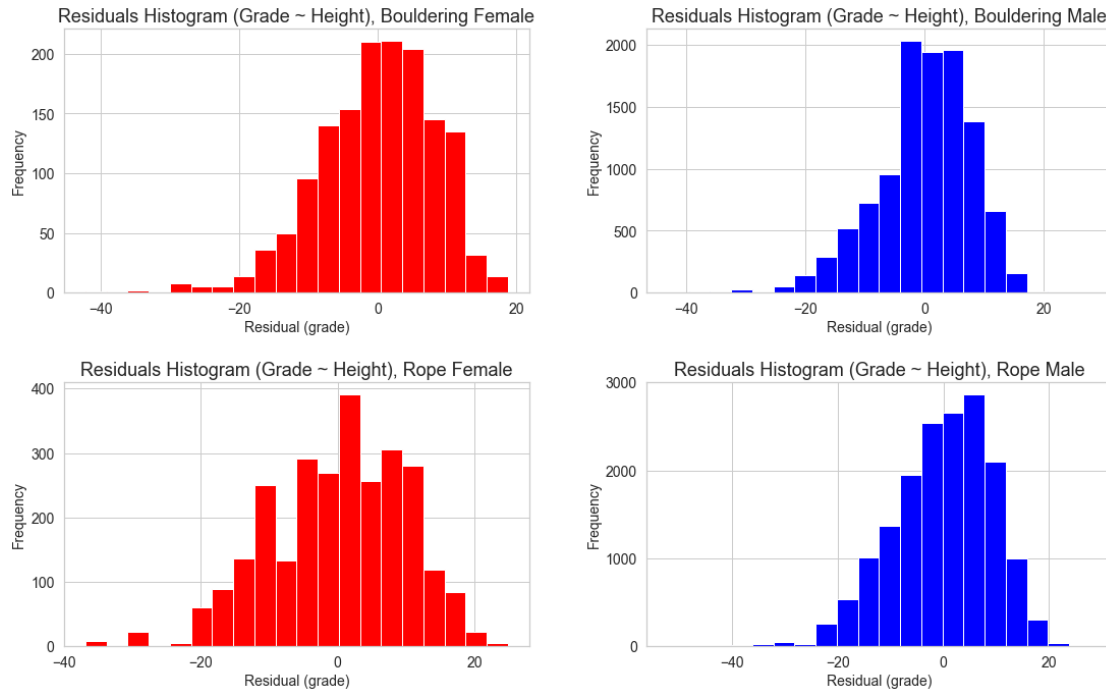 Residuals Histogram (Grade ~ Height), Bouldering Female
200
150
100
50
0
Frequency
−40 −20 0 20
Residual (grade)
Residuals Histogram (Grade ~ Height), Bouldering Male
2000
1500
1000
500
0
Frequency
−40 −20 0 20
Residual (grade)
Residuals Histogram (Grade ~ Height), Rope Female
400
300
200
100
0
Frequency
−40 −20 0 20
Residual (grade)
Residuals Histogram (Grade ~ Height), Rope Male
3000
2000
1000
0
Frequency
−40 −20 0 20
Residual (grade)